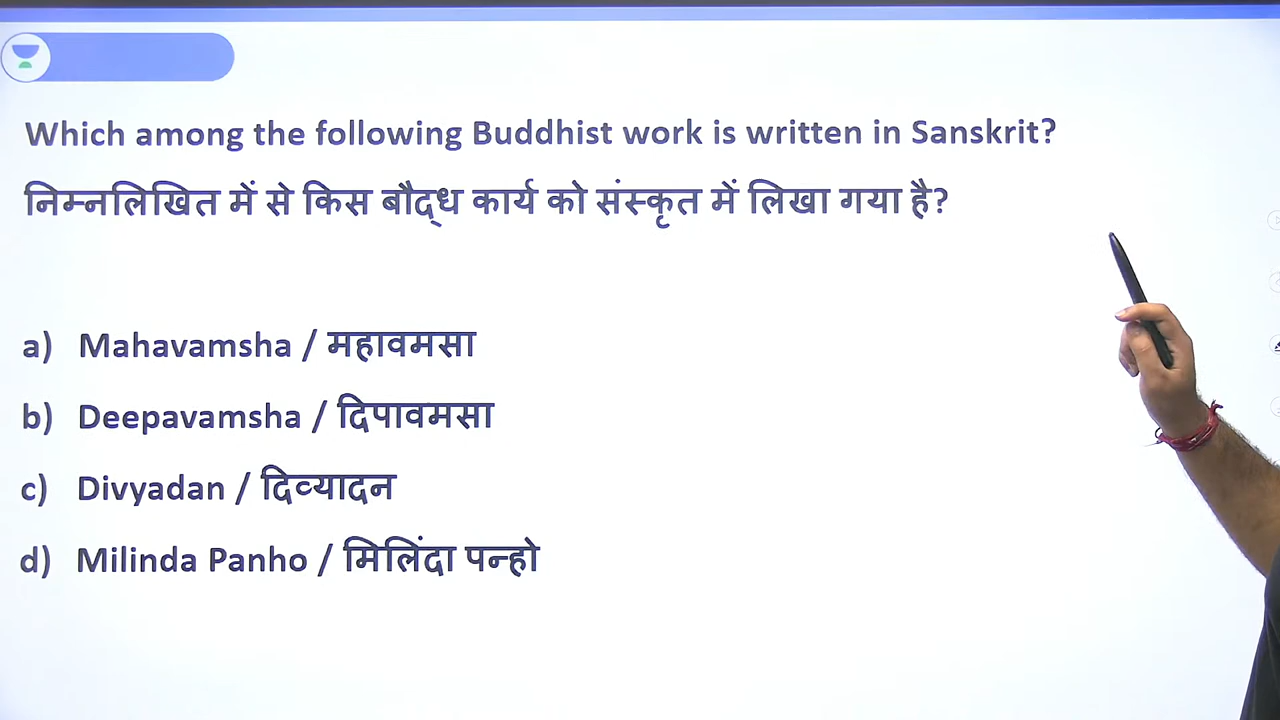 Which among the following Buddhist work is written in Sanskrit?
निम्नलिखित में से किस बौद्ध कार्य को संस्कृत में लिखा गया है?
a) Mahavamsha / महावमसा
b) Deepavamsha / दिपावमसा
c) Divyadan / दिव्यादन
d) Milinda Panho / मिलिंदा पन्हो